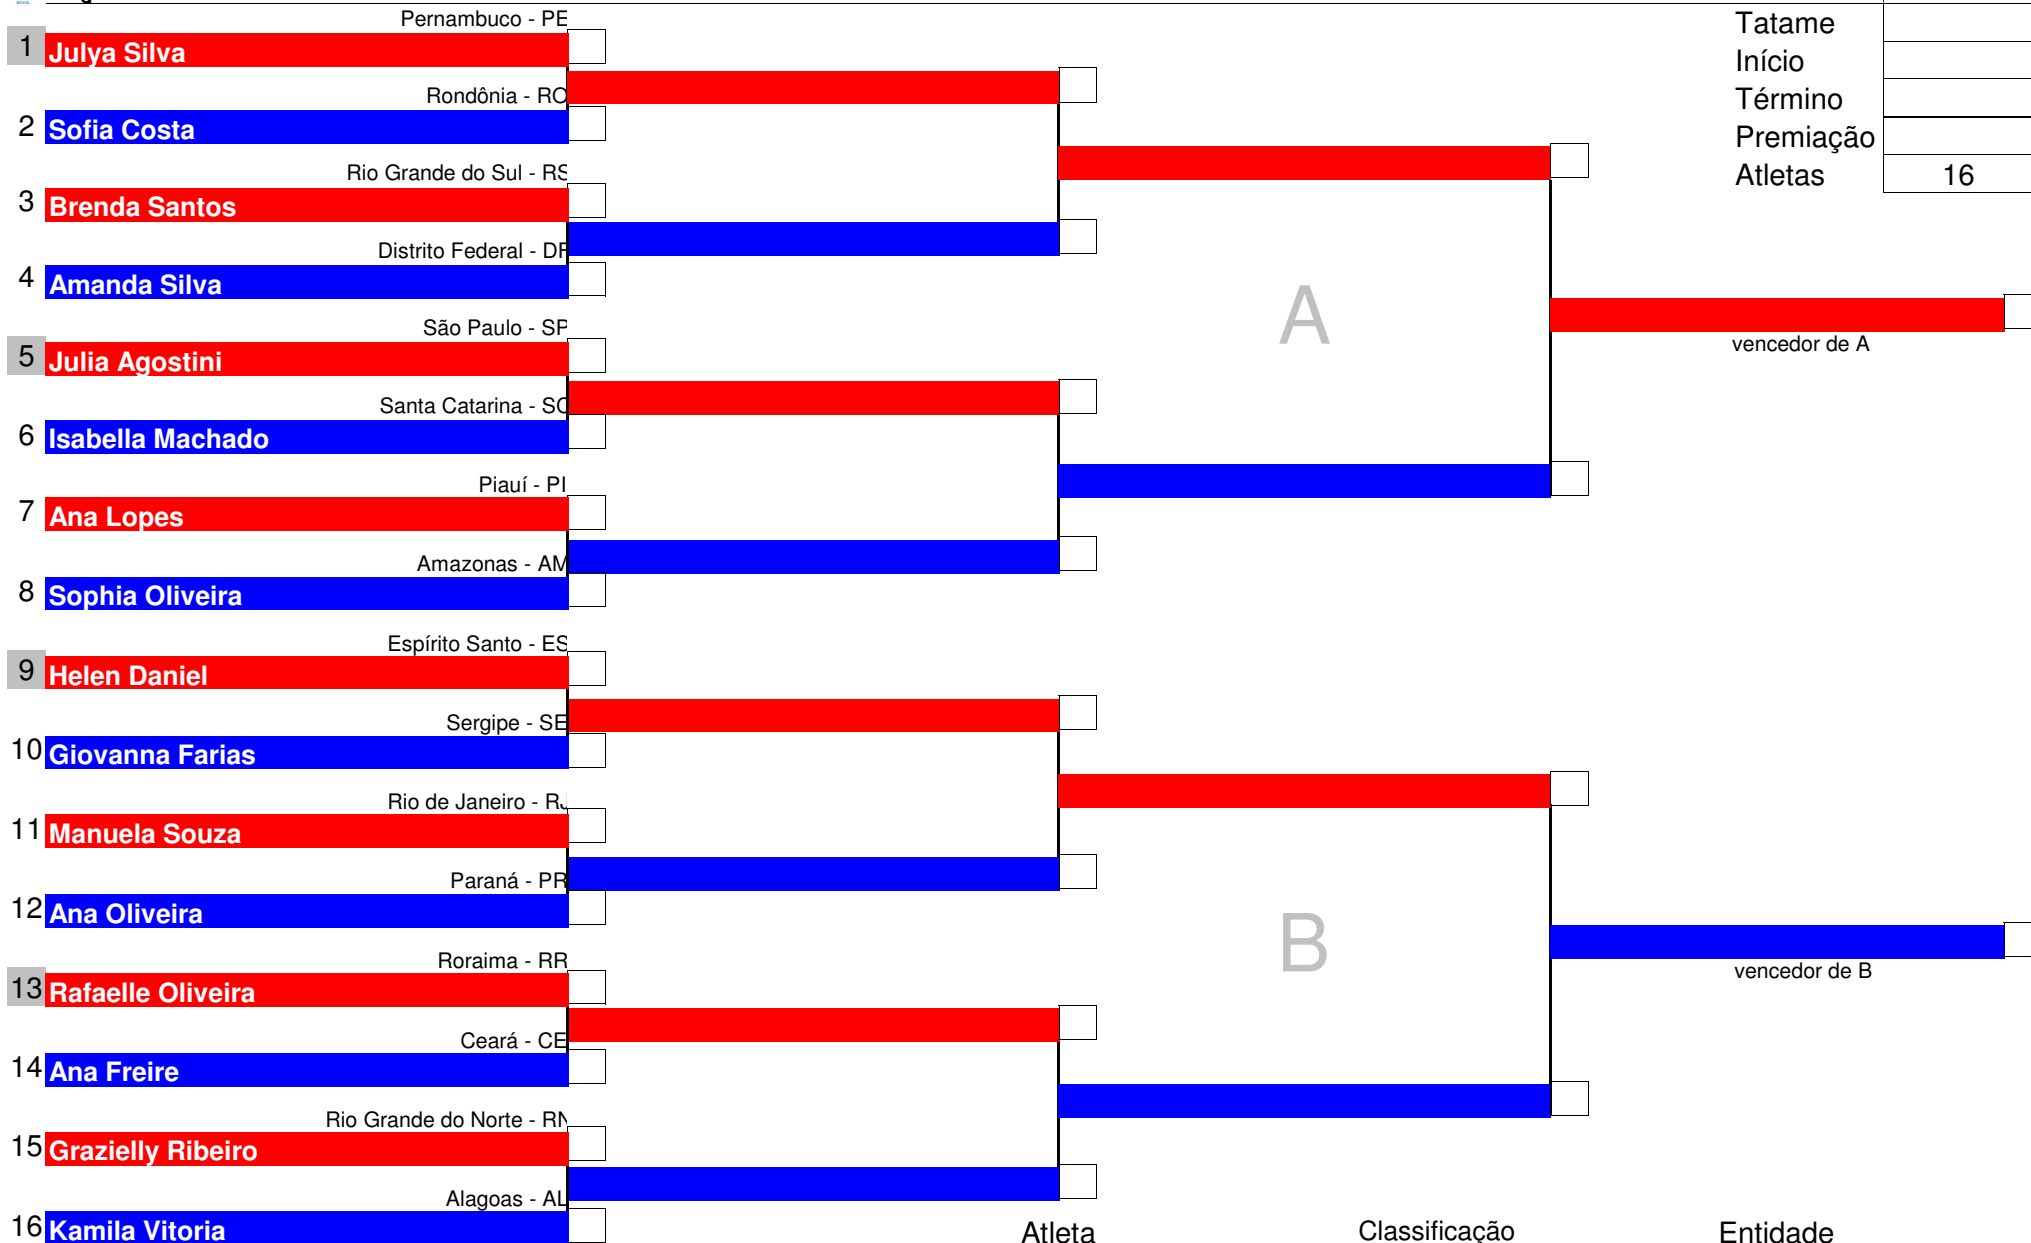 Pernambuco - PE
1 Julya Silva
Rondônia - RO
2 Sofia Costa
Rio Grande do Sul - RS
3 Brenda Santos
Distrito Federal - DF
4 Amanda Silva
São Paulo - SP
5 Julia Agostini
Santa Catarina - SC
6 Isabella Machado
Piauí - PI
7 Ana Lopes
Amazonas - AM
8 Sophia Oliveira
Espírito Santo - ES
9 Helen Daniel
Sergipe - SE
10 Giovanna Farias
Rio de Janeiro - RJ
11 Manuela Souza
Paraná - PR
12 Ana Oliveira
Roraima - RR
13 Rafaelle Oliveira
Ceará - CE
14 Ana Freire
Rio Grande do Norte - RN
15 Grazielly Ribeiro
Alagoas - AL
16 Kamila Vitoria
A
B
vencedor de A
vencedor de B
Tatame
Início
Término
Premiação
Atletas 16
Atleta Classificação Entidade